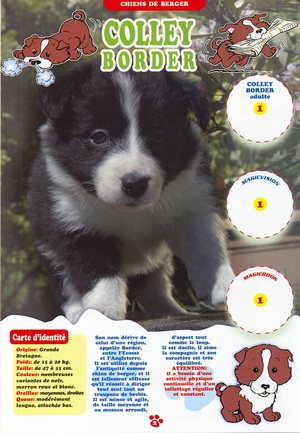 CHIENS DE BERGER
COLLEY
BORDER
COLLEY
BORDER
adulte
1
MAGICVISION
1
MAGICBOOK
1
Carte d'identité
Origine: Grande
Bretagne.
Poids: de 15 à 20 kg.
Taille: de 47 à 55 cm.
Couleur: nombreuses
variantes de noir,
marron roux et blanc.
Oreilles: moyennes, droites
Queue: modérément
longue, attachée bas.
Son nom dérive de
celui d'une région,
appelée Border,
entre l'Ecosse
et l'Angleterre.
Il est utilisé depuis
l'antiquité comme
chien de berger, et il
est tellement efficace
qu'il réussit à diriger
tout seul tout un
troupeau de brebis.
Il est mince et agile,
de taille moyenne et
au museau arrondi,
d'aspect tout
comme le loup.
Il est docile, il aime
la compagnie et son
caractère est très
équilibré.
ATTENTION:
il a besoin d'une
activité physique
continuelle et d'un
toilettage régulier
et constant.